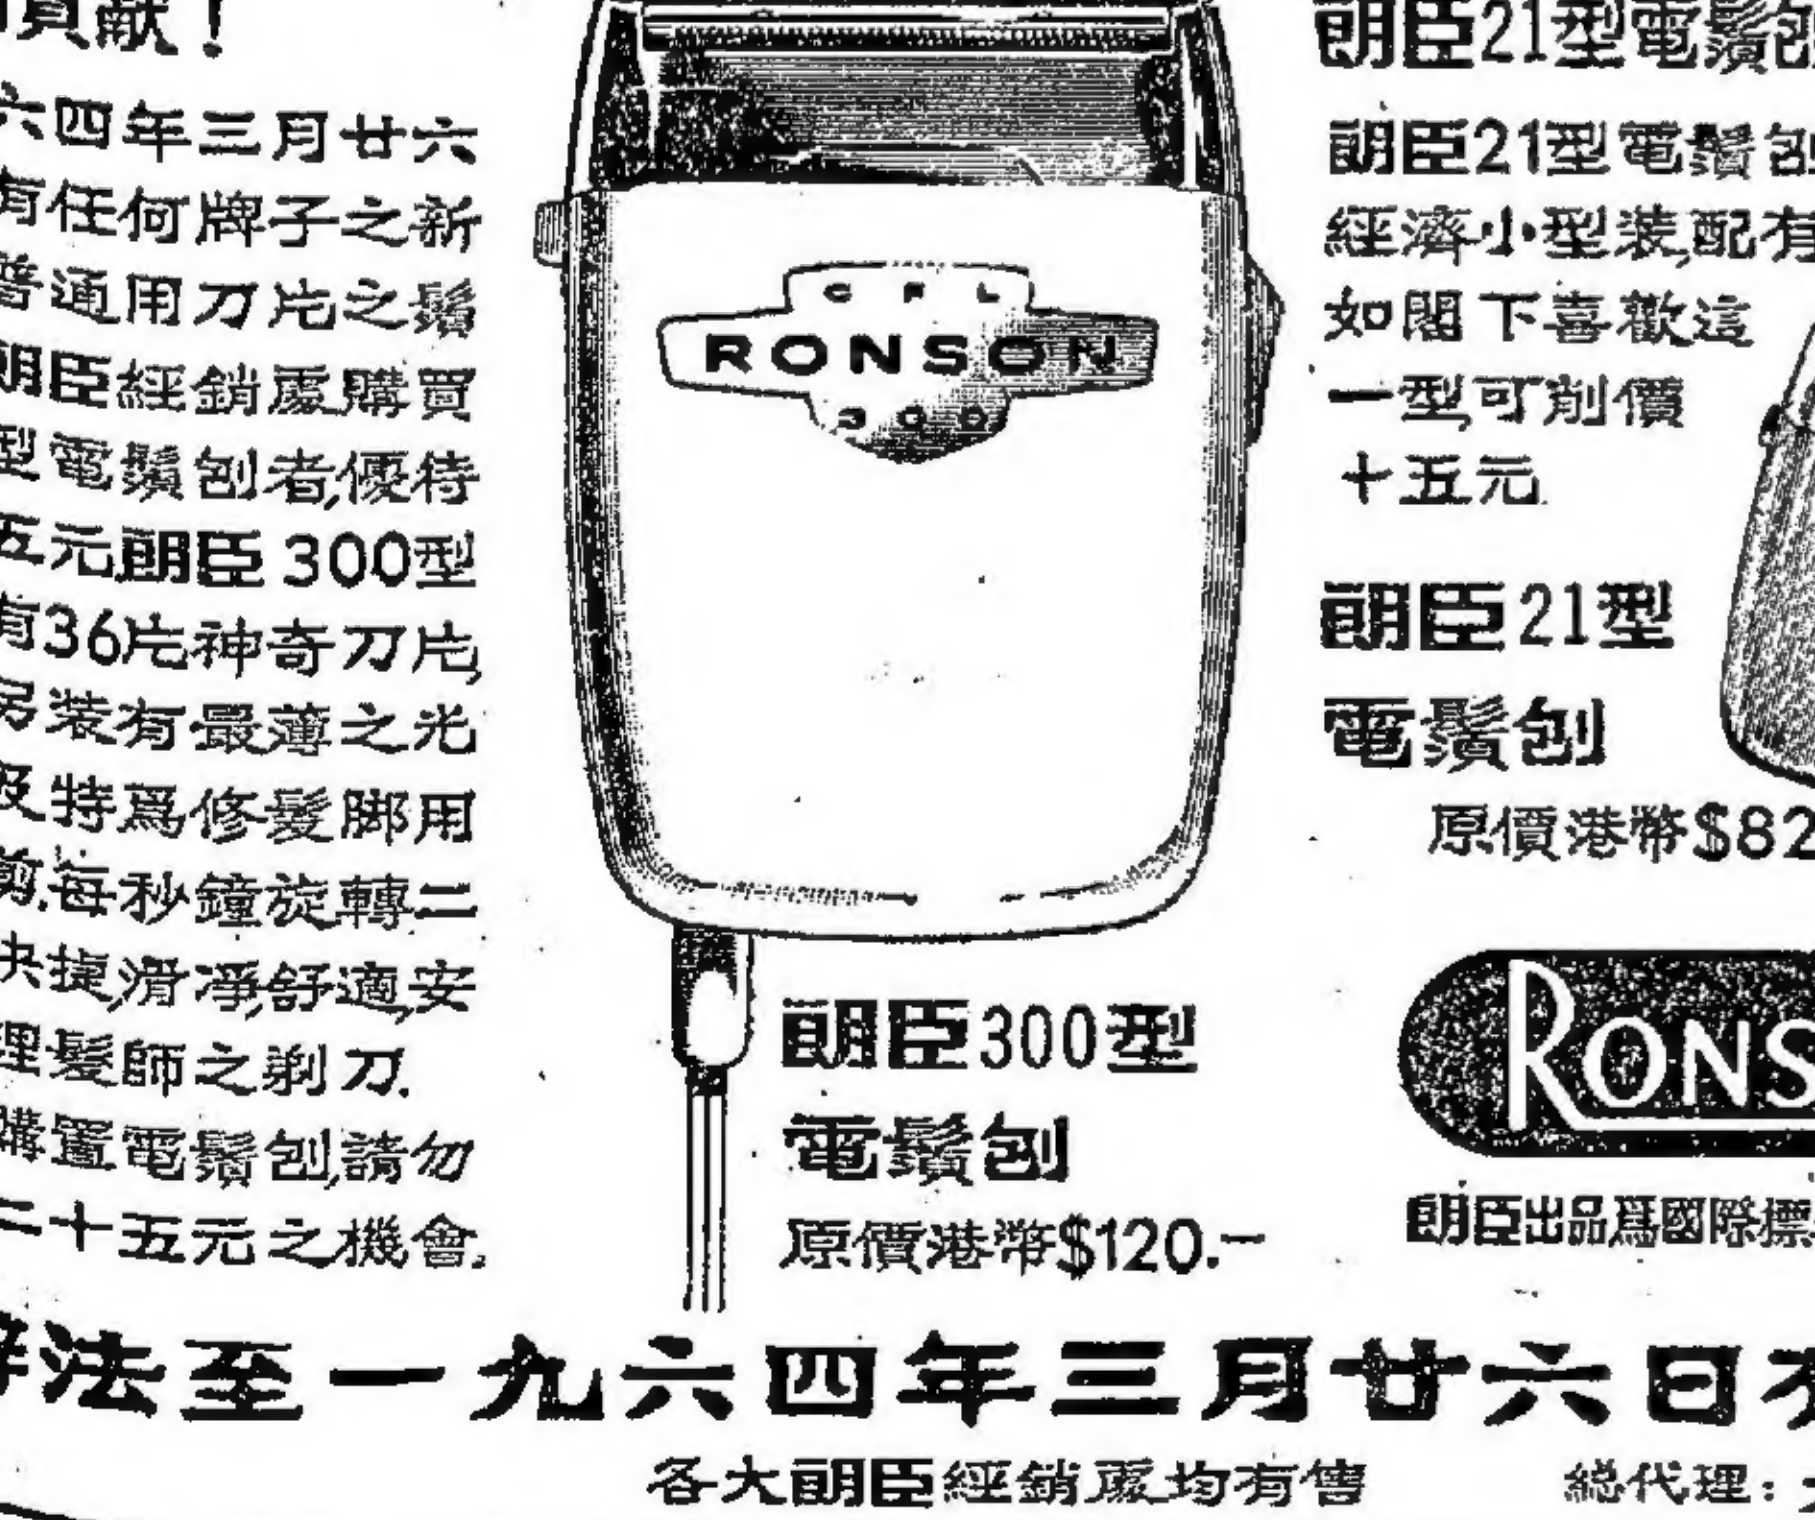 貢獻！
六四年三月廿六
有任何牌子之新
普通用刀片之鬚
朗臣經銷處購買
型電鬚刨者,優待
五元朗臣300型
有36片神奇刀片,
另裝有最薄之光
及特爲修髮脚用
剪.每秒鐘旋轉二
快捷,滑淨,舒適,安
理髮師之剃刀.
購置電鬚刨,請勿
二十五元之機會.
C F L
RONSON
300
朗臣300型
電鬚刨
原價港幣$120.－
朗臣21型電鬚刨
朗臣21型電鬚刨
經濟小型裝,配有
如閣下喜歡這
一型,可削價
十五元.
朗臣21型
電鬚刨
原價港幣$82
RONS
朗臣出品爲國際標
辦法至一九六四年三月廿六日有
各大朗臣經銷處均有售
総代理：